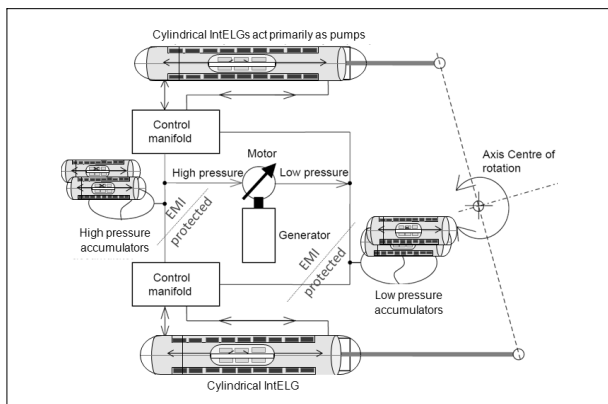 Cylindrical IntELGs act primarily as pumps
Control
manifold
Motor
High pressure
Low pressure
Axis Centre of
rotation
High pressure
accumulators
EMI
protected
Generator
EMI
protected
Control
manifold
Low pressure
accumulators
Cylindrical IntELG